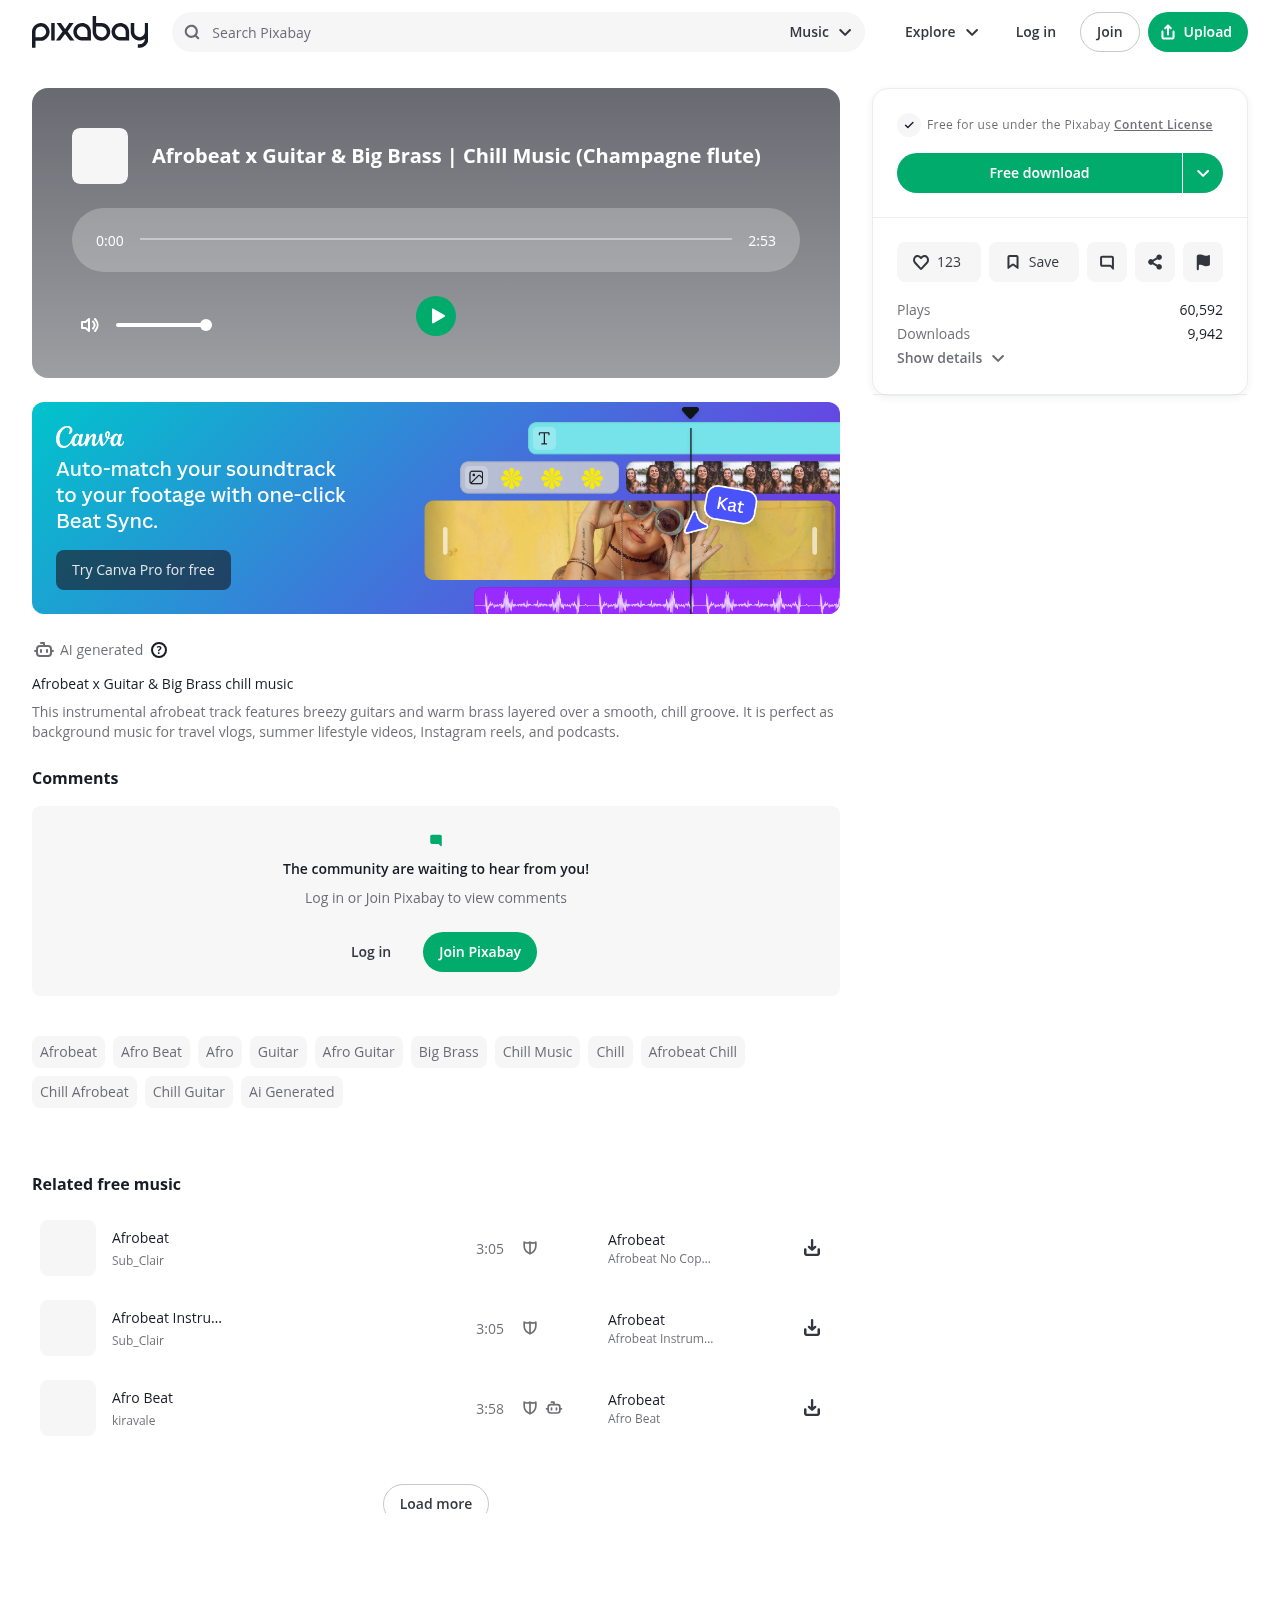 pixabay
Search Pixabay
Music
Explore
Log in
Join
Upload
Afrobeat x Guitar & Big Brass | Chill Music (Champagne flute)
0:00
2:53
Free for use under the Pixabay Content License
Free download
123
Save
Plays
60,592
Downloads
9,942
Show details
Canva
Auto-match your soundtrack
to your footage with one-click
Beat Sync.
Try Canva Pro for free
T
Kat
AI generated
?
Afrobeat x Guitar & Big Brass chill music
This instrumental afrobeat track features breezy guitars and warm brass layered over a smooth, chill groove. It is perfect as
background music for travel vlogs, summer lifestyle videos, Instagram reels, and podcasts.
Comments
The community are waiting to hear from you!
Log in or Join Pixabay to view comments
Log in
Join Pixabay
Afrobeat
Afro Beat
Afro
Guitar
Afro Guitar
Big Brass
Chill Music
Chill
Afrobeat Chill
Chill Afrobeat
Chill Guitar
Ai Generated
Related free music
Afrobeat
Sub_Clair
3:05
Afrobeat
Afrobeat No Cop...
Afrobeat Instru...
Sub_Clair
3:05
Afrobeat
Afrobeat Instrum...
Afro Beat
kiravale
3:58
Afrobeat
Afro Beat
Load more